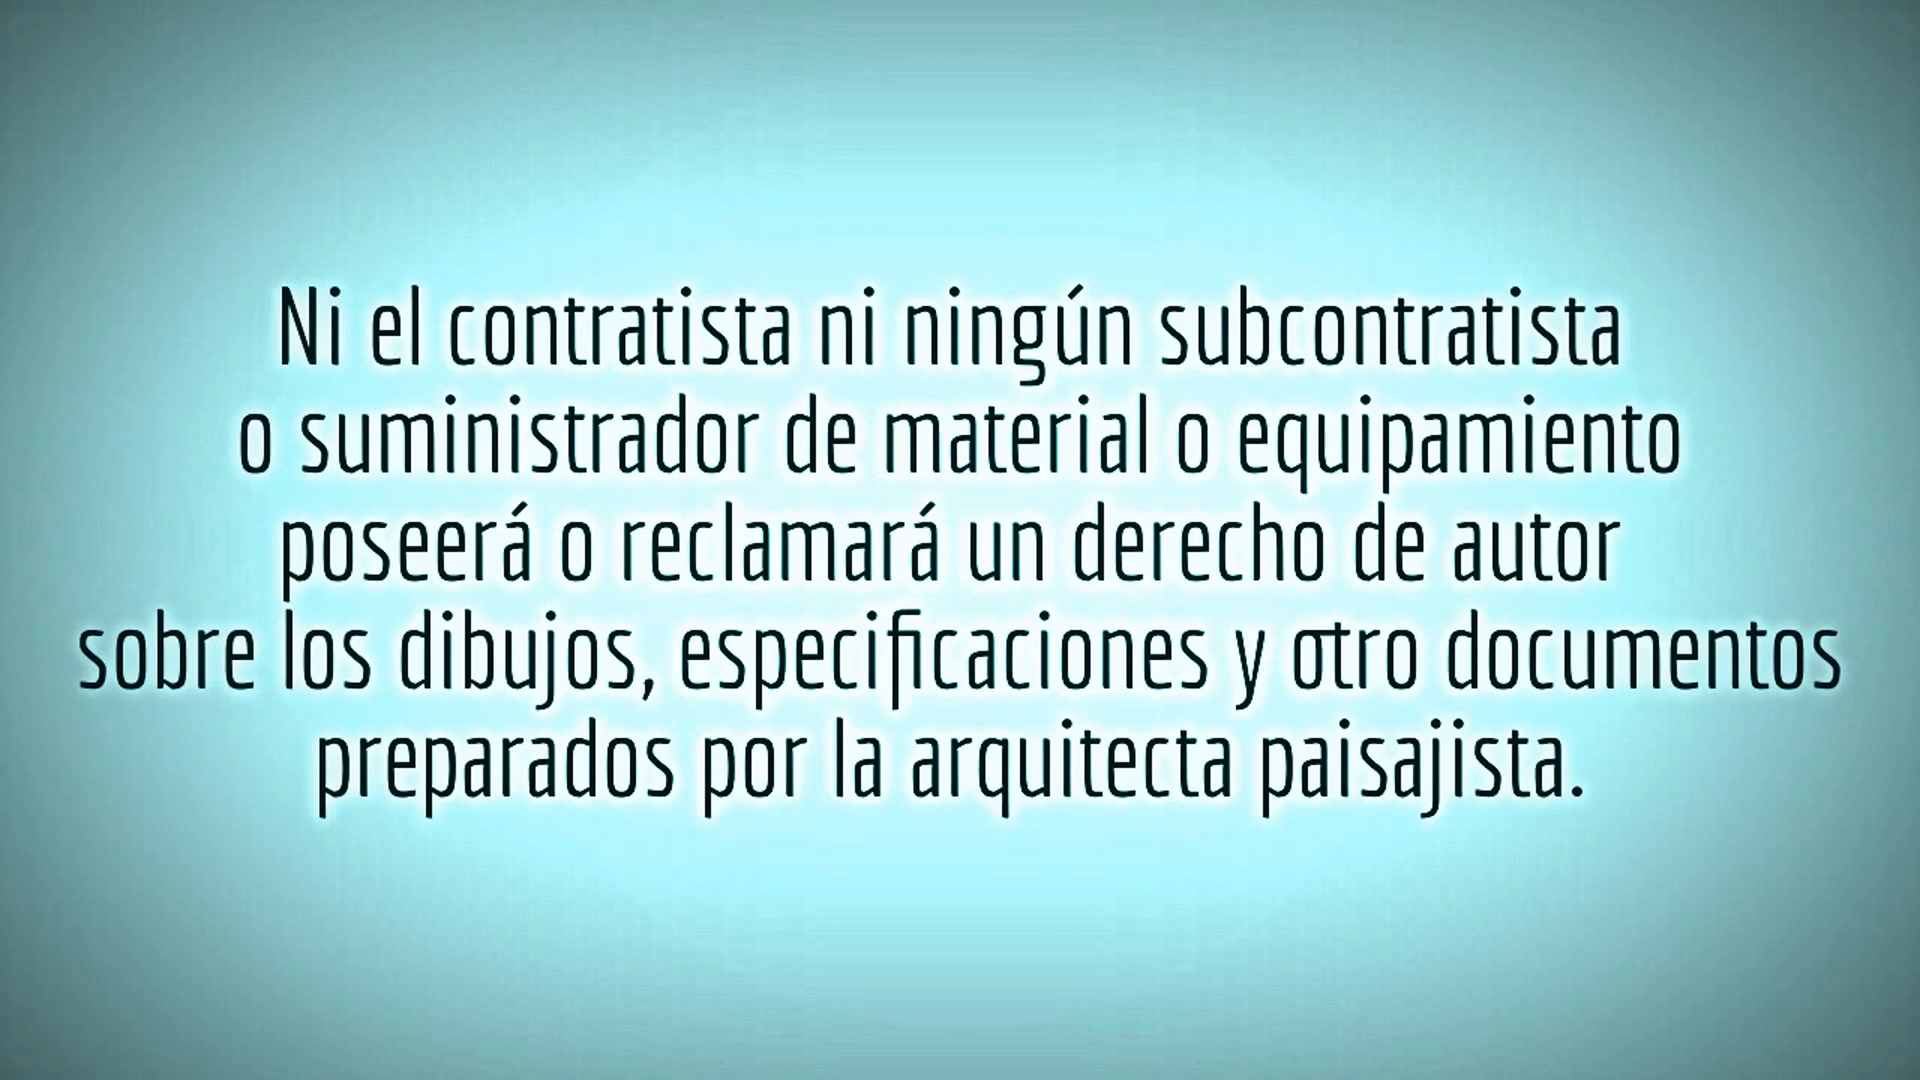 Ni el contratista ni ningún subcontratista
o suministrador de material o equipamiento
poseerá o reclamará un derecho de autor
sobre los dibujos, especificaciones y otro documentos
preparados por la arquitecta paisajista.